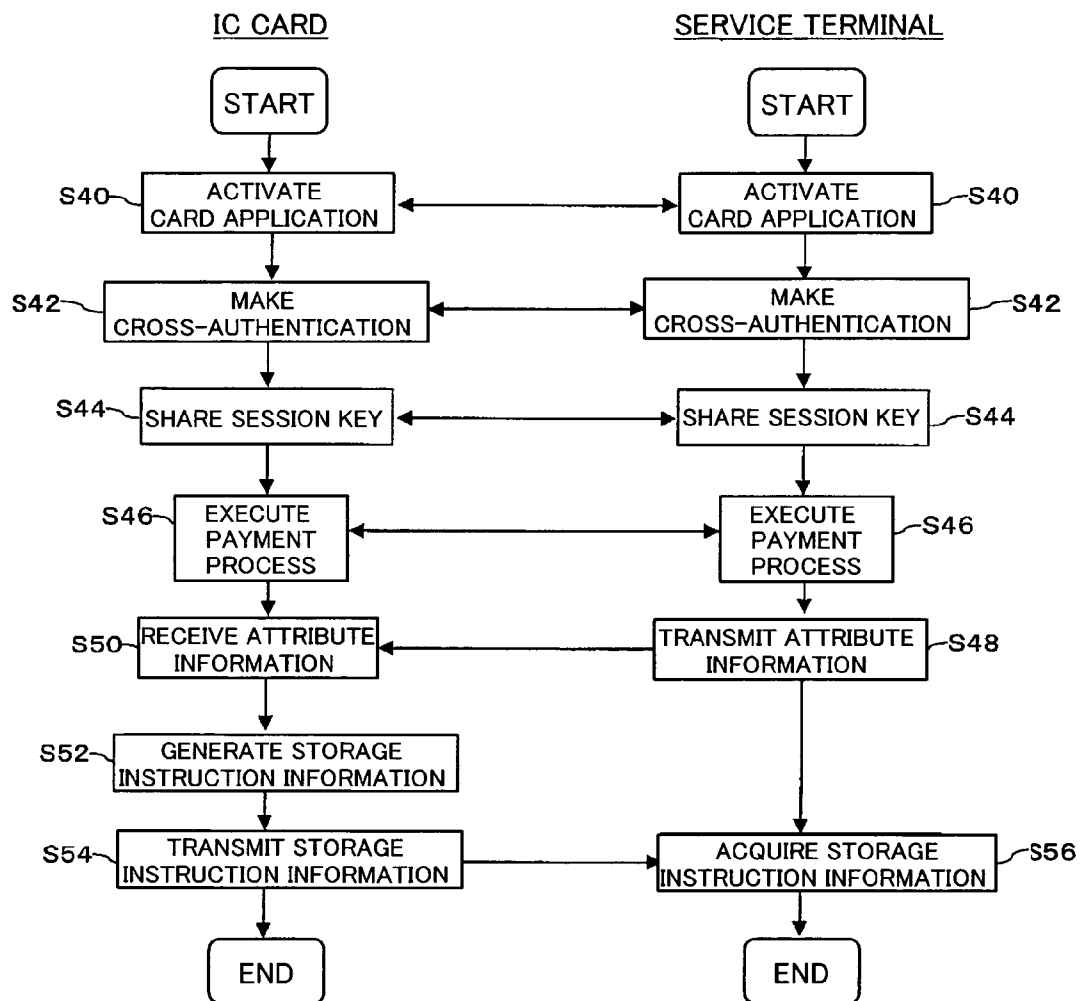 IC CARD
SERVICE TERMINAL
START
START
S40
ACTIVATE
CARD APPLICATION
ACTIVATE
CARD APPLICATION
S40
S42
MAKE
CROSS-AUTHENTICATION
MAKE
CROSS-AUTHENTICATION
S42
S44
SHARE SESSION KEY
SHARE SESSION KEY
S44
S46
EXECUTE
PAYMENT
PROCESS
EXECUTE
PAYMENT
PROCESS
S46
S50
RECEIVE ATTRIBUTE
INFORMATION
TRANSMIT ATTRIBUTE
INFORMATION
S48
S52
GENERATE STORAGE
INSTRUCTION INFORMATION
S54
TRANSMIT STORAGE
INSTRUCTION INFORMATION
ACQUIRE STORAGE
INSTRUCTION INFORMATION
S56
END
END